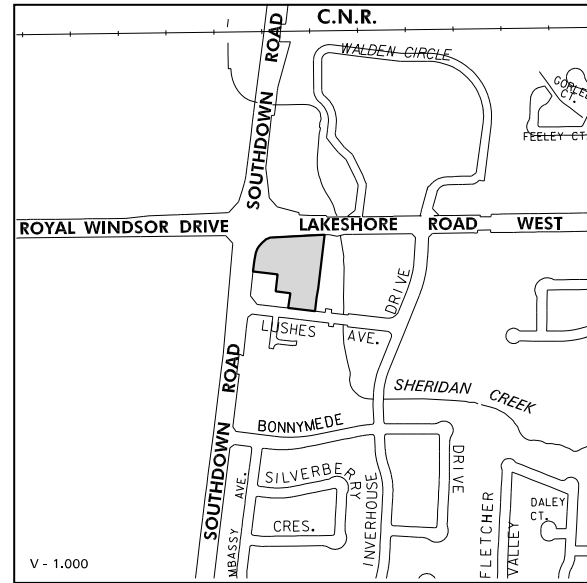 C.N.R.
SOUTHDOWN ROAD
WALDEN CIRCLE
FEELEY CT.
CT.
ROYAL WINDSOR DRIVE
LAKESHORE ROAD WEST
DRIVE
LUSHES AVE.
SOUTHDOWN ROAD
SHERIDAN CREEK
BONNYMEDE DRIVE
SILVERBERRY
CRES.
AVE.
INVERHOUSE
FLETCHER
VALLEY
DALEY
CT.
V - 1.000